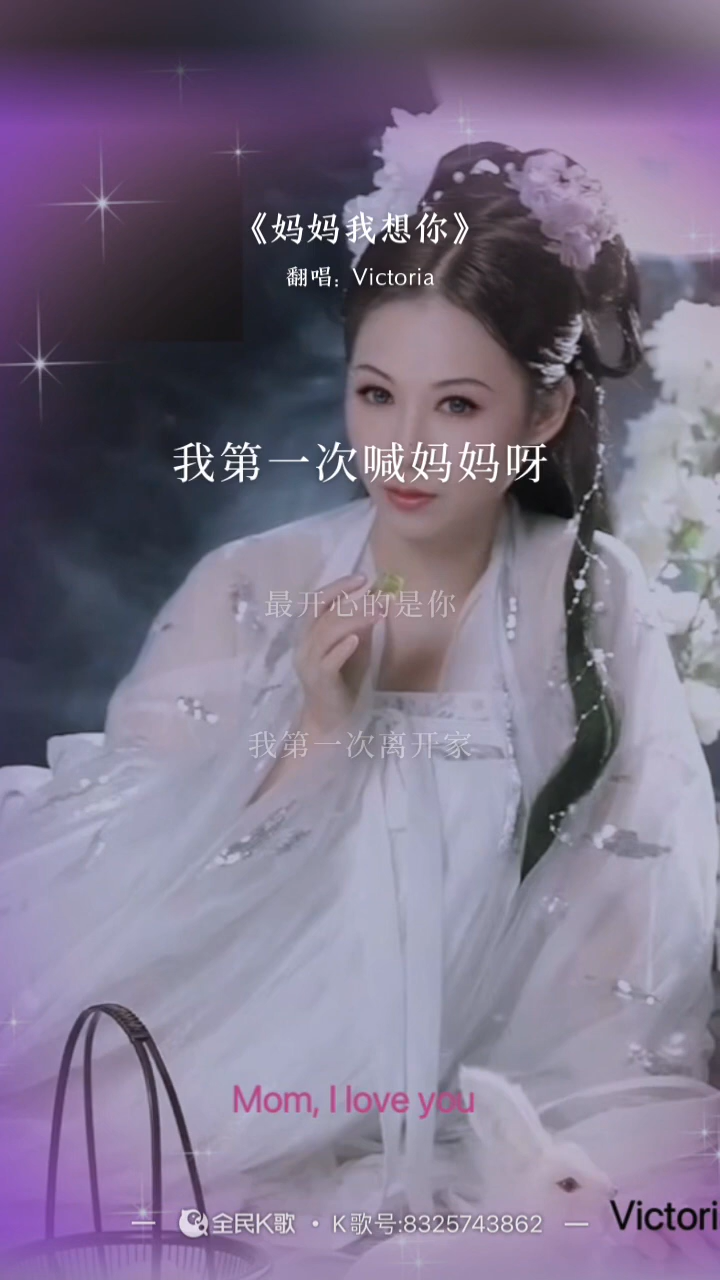 《妈妈我想你》
翻唱：Victoria
我第一次喊妈妈呀
最开心的是你
我第一次离开家
Mom, I love you
— 全民K歌 • K歌号:8325743862 —
Victori